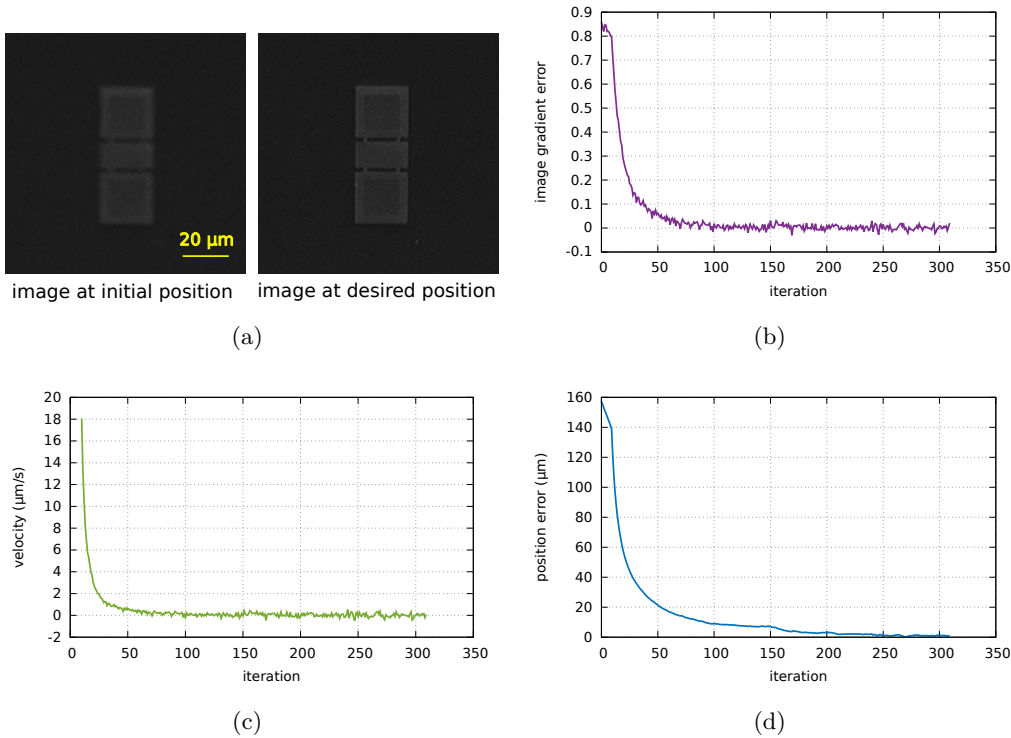 20 μm
image at initial position
image at desired position
(a)
0.9
0.8
0.7
0.6
0.5
0.4
0.3
0.2
0.1
0
-0.1
image gradient error
0 50 100 150 200 250 300 350
iteration
(b)
20
18
16
14
12
10
8
6
4
2
0
-2
velocity (μm/s)
0 50 100 150 200 250 300 350
iteration
(c)
160
140
120
100
80
60
40
20
0
position error (μm)
0 50 100 150 200 250 300 350
iteration
(d)